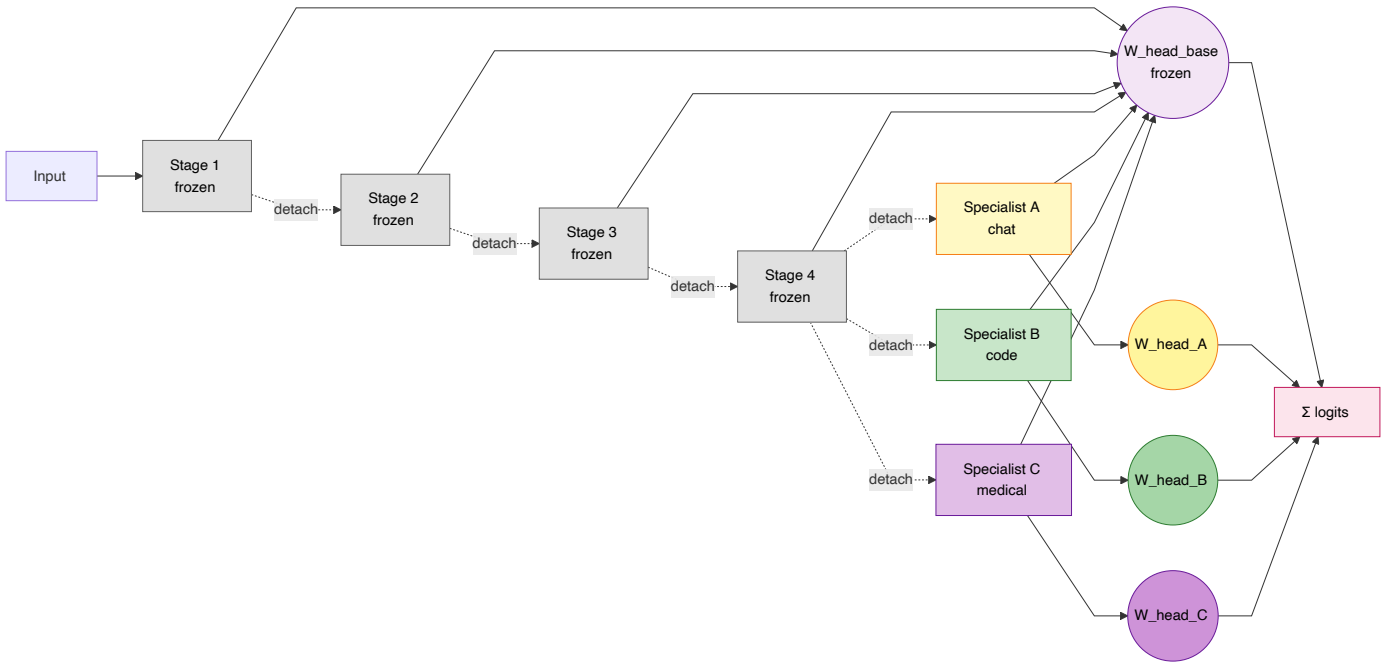 W_head_base
frozen
Input
Stage 1
frozen
detach
Stage 2
frozen
detach
Stage 3
frozen
detach
Stage 4
frozen
detach
Specialist A
chat
detach
Specialist B
code
detach
Specialist C
medical
W_head_A
W_head_B
W_head_C
Σ logits